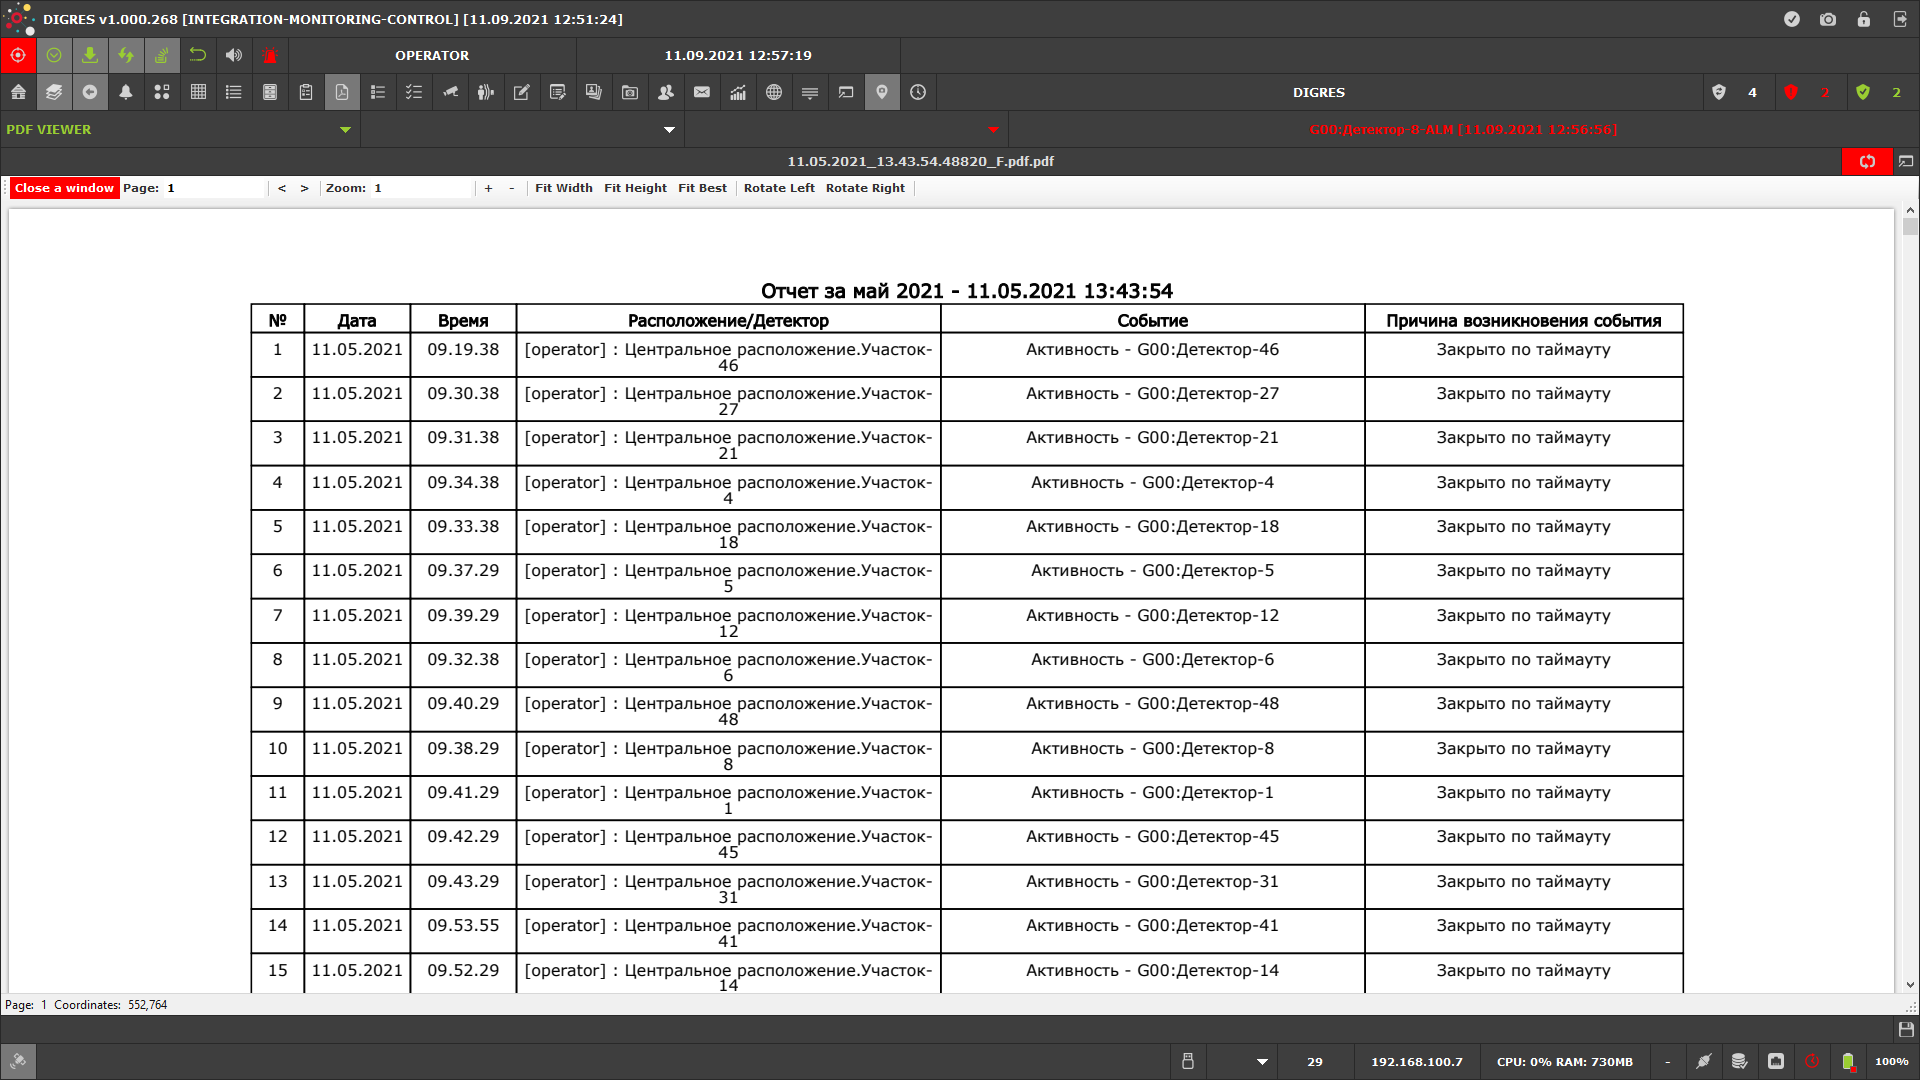 DIGRES v1.000.268 [INTEGRATION-MONITORING-CONTROL] [11.09.2021 12:51:24]
OPERATOR 11.09.2021 12:57:19
DIGRES 4 2 2
PDF VIEWER G00:Детектор-8-ALM [11.09.2021 12:56:56]
11.05.2021_13.43.54.48820_F.pdf.pdf
Close a window Page: 1 < > Zoom: 1 + - Fit Width Fit Height Fit Best Rotate Left Rotate Right
Отчет за май 2021 - 11.05.2021 13:43:54
№ Дата Время Расположение/Детектор Событие Причина возникновения события
1 11.05.2021 09.19.38 [operator] : Центральное расположение.Участок- Активность - G00:Детектор-46 Закрыто по таймауту
46
2 11.05.2021 09.30.38 [operator] : Центральное расположение.Участок- Активность - G00:Детектор-27 Закрыто по таймауту
27
3 11.05.2021 09.31.38 [operator] : Центральное расположение.Участок- Активность - G00:Детектор-21 Закрыто по таймауту
21
4 11.05.2021 09.34.38 [operator] : Центральное расположение.Участок- Активность - G00:Детектор-4 Закрыто по таймауту
4
5 11.05.2021 09.33.38 [operator] : Центральное расположение.Участок- Активность - G00:Детектор-18 Закрыто по таймауту
18
6 11.05.2021 09.37.29 [operator] : Центральное расположение.Участок- Активность - G00:Детектор-5 Закрыто по таймауту
5
7 11.05.2021 09.39.29 [operator] : Центральное расположение.Участок- Активность - G00:Детектор-12 Закрыто по таймауту
12
8 11.05.2021 09.32.38 [operator] : Центральное расположение.Участок- Активность - G00:Детектор-6 Закрыто по таймауту
6
9 11.05.2021 09.40.29 [operator] : Центральное расположение.Участок- Активность - G00:Детектор-48 Закрыто по таймауту
48
10 11.05.2021 09.38.29 [operator] : Центральное расположение.Участок- Активность - G00:Детектор-8 Закрыто по таймауту
8
11 11.05.2021 09.41.29 [operator] : Центральное расположение.Участок- Активность - G00:Детектор-1 Закрыто по таймауту
1
12 11.05.2021 09.42.29 [operator] : Центральное расположение.Участок- Активность - G00:Детектор-45 Закрыто по таймауту
45
13 11.05.2021 09.43.29 [operator] : Центральное расположение.Участок- Активность - G00:Детектор-31 Закрыто по таймауту
31
14 11.05.2021 09.53.55 [operator] : Центральное расположение.Участок- Активность - G00:Детектор-41 Закрыто по таймауту
41
15 11.05.2021 09.52.29 [operator] : Центральное расположение.Участок- Активность - G00:Детектор-14 Закрыто по таймауту
14
Page: 1 Coordinates: 552,764
29 192.168.100.7 CPU: 0% RAM: 730MB - 100%